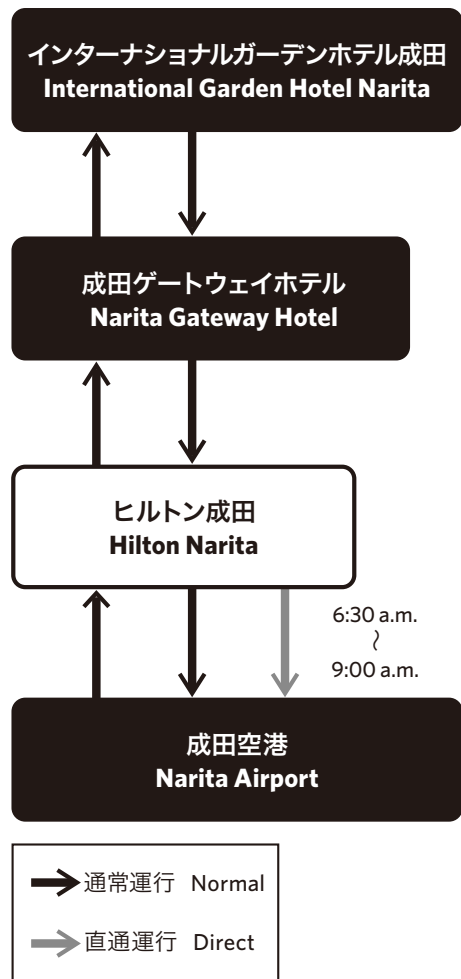 インターナショナルガーデンホテル成田
International Garden Hotel Narita
成田ゲートウェイホテル
Narita Gateway Hotel
ヒルトン成田
Hilton Narita
6:30 a.m.
〜
9:00 a.m.
成田空港
Narita Airport
通常運行 Normal
直通運行 Direct